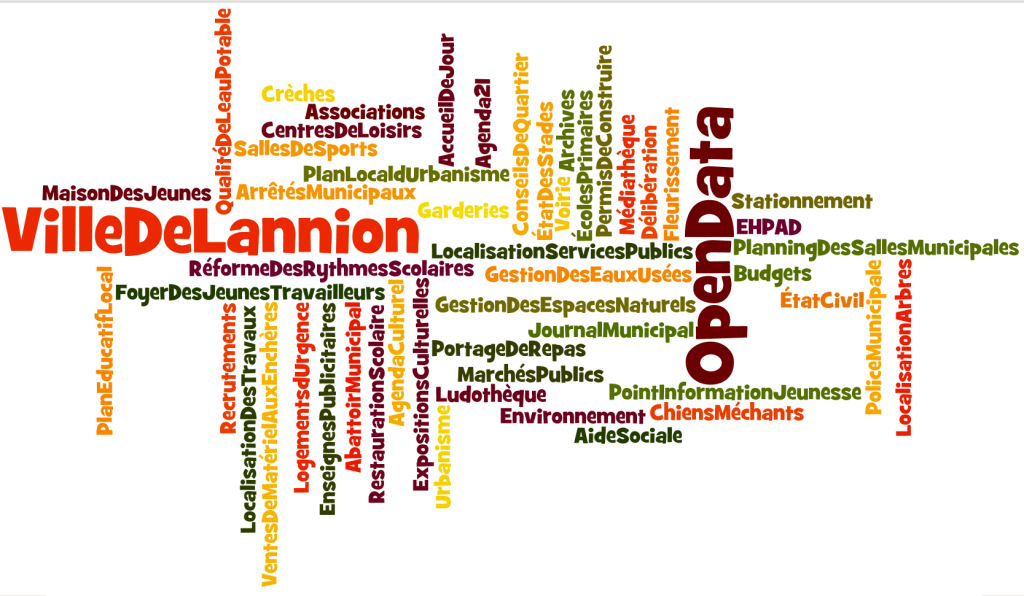 QualitéDeLeauPotable
Crèches
Associations
CentresDeLoisirs
SallesDeSports
AccueilDeJour
Agenda21
ConseilsDeQuartier
ÉtatDesStades
Voirie
Archives
ÉcolesPrimaires
PermisDeConstruire
Médiathèque
Délibération
Fleurissement
OpenData
PlanLocaldUrbanisme
MaisonDesJeunes
ArrêtésMunicipaux
Garderies
Stationnement
VilleDeLannion
EHPAD
LocalisationServicesPublics
PlanningDesSallesMunicipales
RéformeDesRythmesScolaires
GestionDesEauxUsées
Budgets
FoyerDesJeunesTravailleurs
GestionDesEspacesNaturels
ÉtatCivil
PoliceMunicipale
LocalisationArbres
PlanEducatifLocal
Recrutements
LocalisationDesTravaux
VentesDeMatérielAuxEnchères
LogementsdUrgence
EnseignesPublicitaires
AbattoirMunicipal
RestaurationScolaire
AgendaCulturel
ExpositionsCulturelles
Urbanisme
JournalMunicipal
PortageDeRepas
MarchésPublics
Ludothèque
PointInformationJeunesse
Environnement
ChiensMéchants
AideSociale